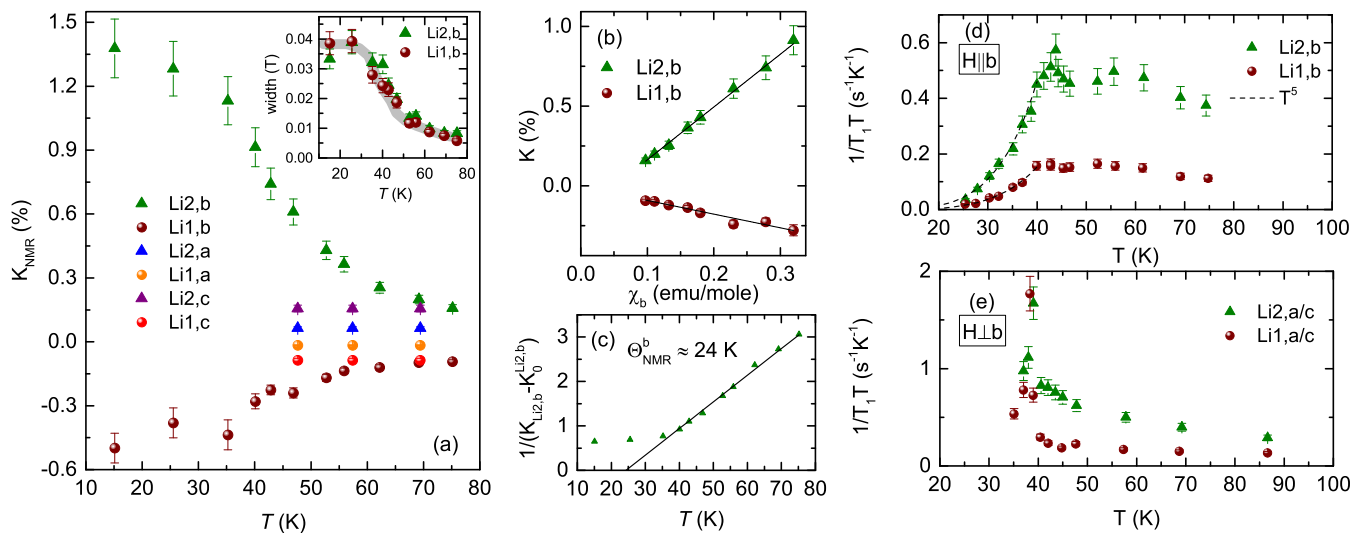 1.5
1.2
0.9
0.6
0.3
0.0
-0.3
-0.6
K_NMR (%)
10 20 30 40 50 60 70 80
T (K)
Li2,b
Li1,b
Li2,a
Li1,a
Li2,c
Li1,c
(a)
0.04
0.03
0.02
0.01
0.00
width (T)
20 40 60 80
T (K)
Li2,b
Li1,b
(b)
Li2,b
Li1,b
1.0
0.5
0.0
K (%)
0.0 0.1 0.2 0.3
χ_b (emu/mole)
(c)
Θ^b_NMR ≈ 24 K
3
2
1
0
1/(K_Li2,b-K_0^Li2,b)
10 20 30 40 50 60 70 80
T (K)
(d)
H||b
Li2,b
Li1,b
T^5
0.6
0.4
0.2
0.0
1/T_1T (s^-1K^-1)
20 30 40 50 60 70 80 90 100
T (K)
(e)
H⊥b
Li2,a/c
Li1,a/c
2
1
0
1/T_1T (s^-1K^-1)
20 30 40 50 60 70 80 90 100
T (K)